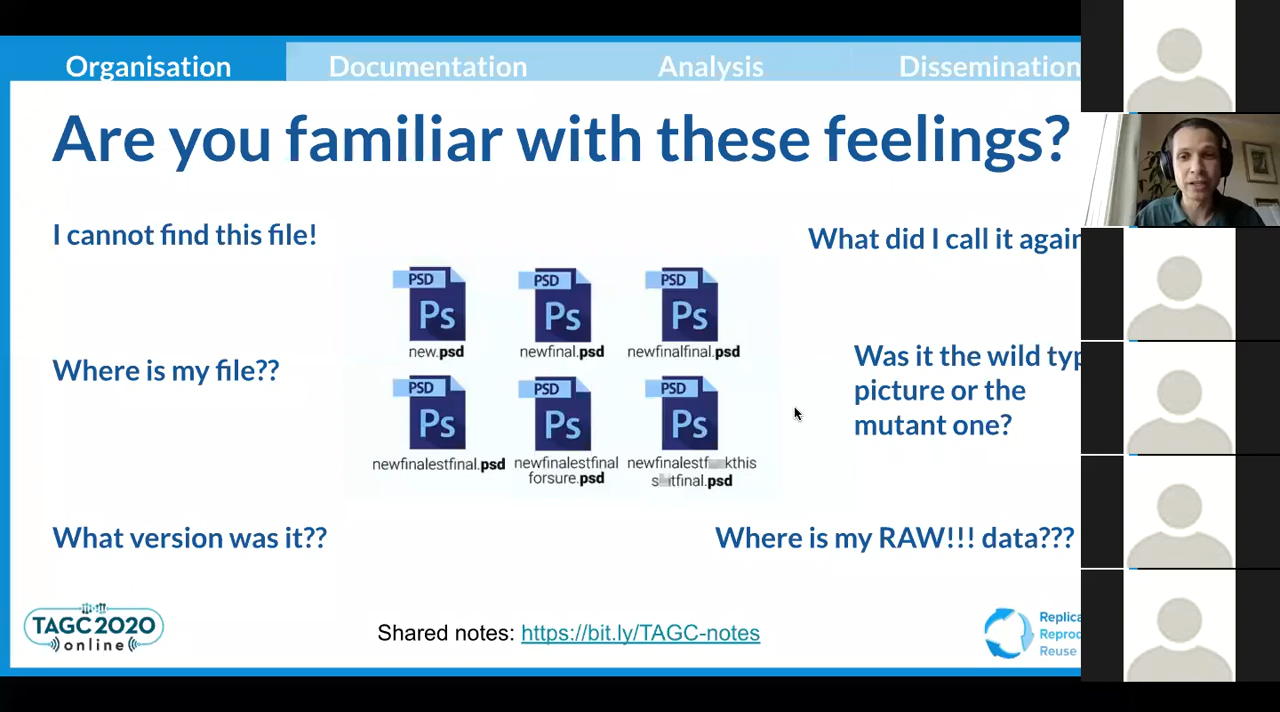 Organisation Documentation Analysis Dissemination
Are you familiar with these feelings?
I cannot find this file!
What did I call it again
PSD PSD PSD
Ps Ps Ps
new.psd newfinal.psd newfinalfinal.psd
Where is my file??
Was it the wild typ
picture or the
mutant one?
PSD PSD PSD
Ps Ps Ps
newfinalestfinal.psd newfinalestfinal
forsure.psd
newfinalestf kthis
s itfinal.psd
What version was it??
Where is my RAW!!! data???
TAGC 2020
online
Shared notes: https://bit.ly/TAGC-notes
Replica
Reprod
Reuse